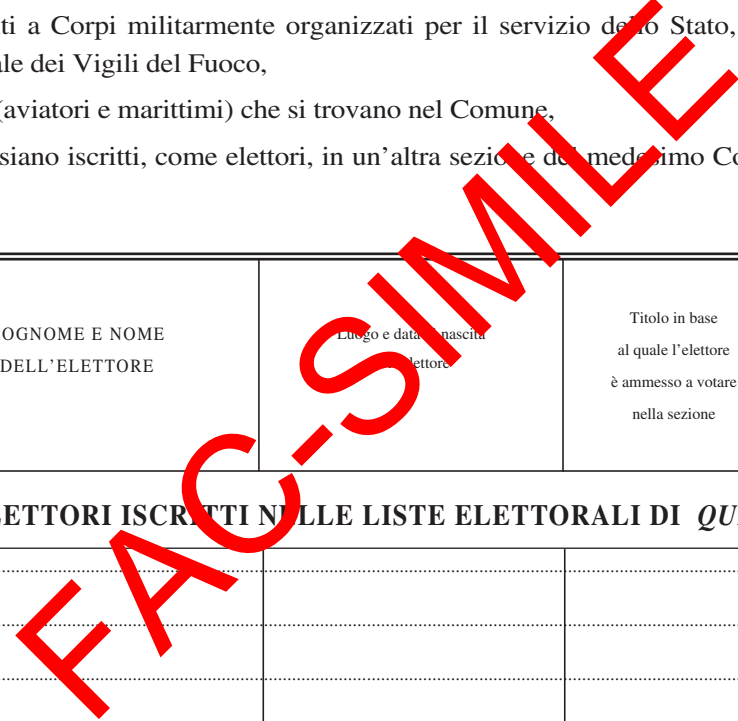 ti a Corpi militarmente organizzati per il servizio dello Stato,
ale dei Vigili del Fuoco,
(aviatori e marittimi) che si trovano nel Comune,
siano iscritti, come elettori, in un’altra sezione del medesimo Co
OGNOME E NOME
DELL’ELETTORE
Luogo e data di nascita
dell’elettore
Titolo in base
al quale l’elettore
è ammesso a votare
nella sezione
LETTORI ISCRITTI NELLE LISTE ELETTORALI DI QU
FAC-SIMILE